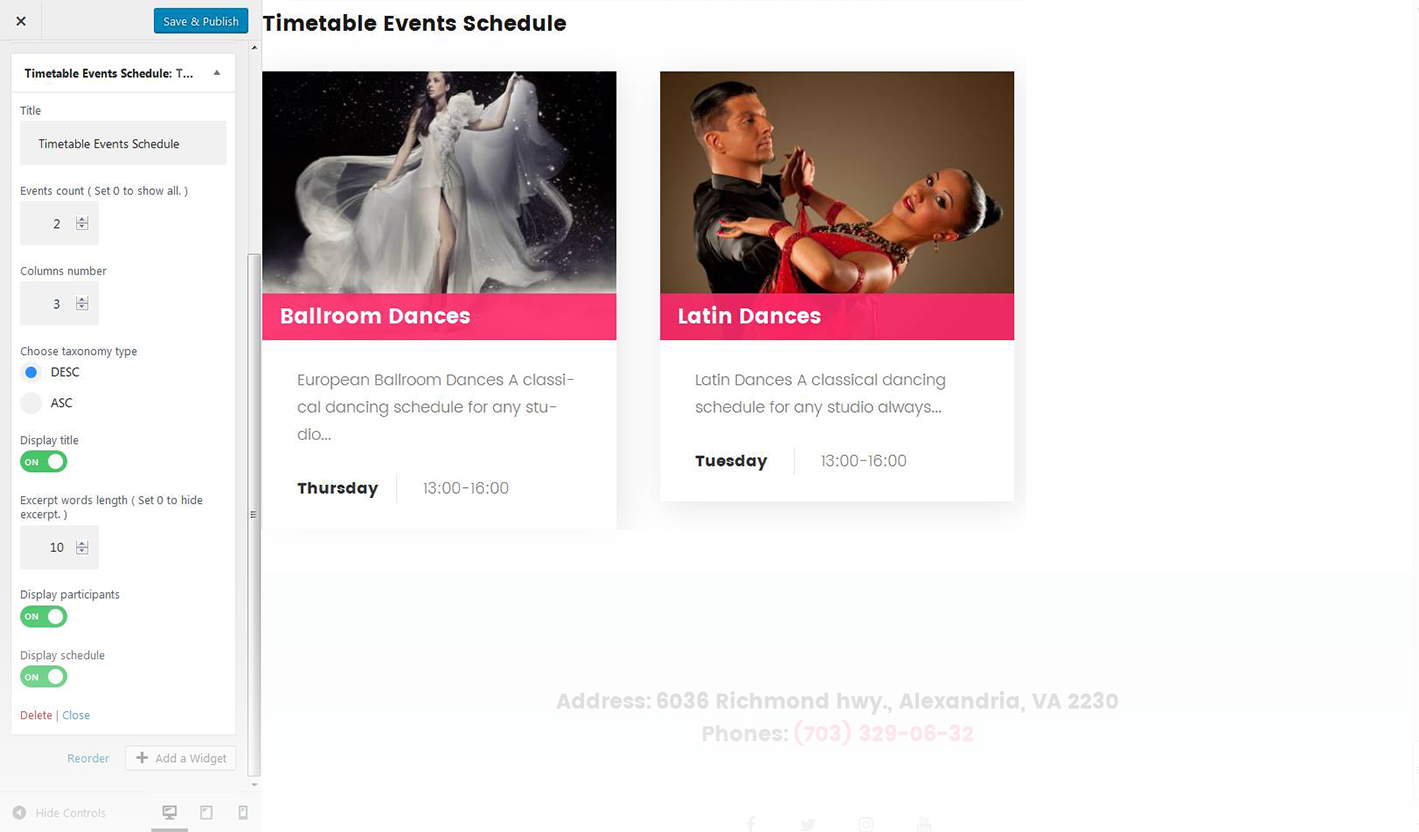 Save & Publish
Timetable Events Schedule: T...
Title
Timetable Events Schedule
Events count ( Set 0 to show all. )
2
Columns number
3
Choose taxonomy type
DESC
ASC
Display title
ON
Excerpt words length ( Set 0 to hide
excerpt. )
10
Display participants
ON
Display schedule
ON
Delete | Close
Reorder
Add a Widget
Hide Controls
Timetable Events Schedule
Ballroom Dances
European Ballroom Dances A classi-
cal dancing schedule for any stu-
dio...
Thursday 13:00-16:00
Latin Dances
Latin Dances A classical dancing
schedule for any studio always...
Tuesday 13:00-16:00
Address: 6036 Richmond hwy., Alexandria, VA 2230
Phones: (703) 329-06-32